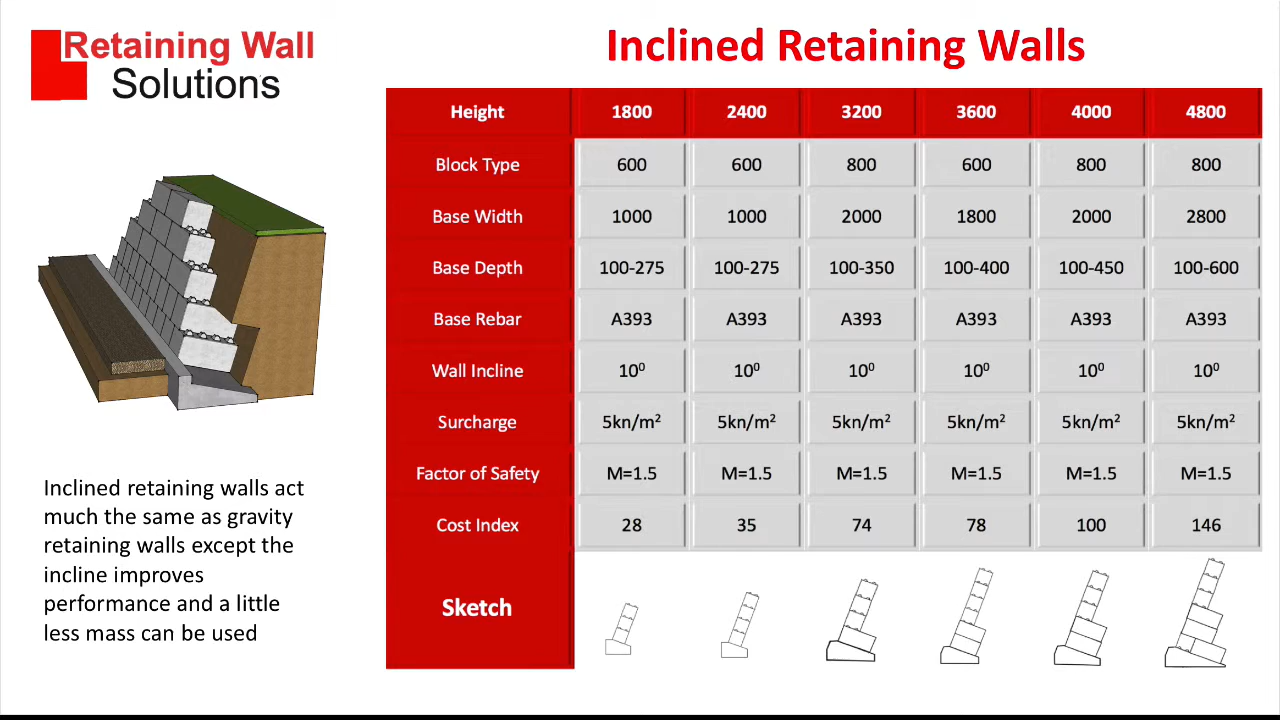 Retaining Wall
Solutions
Inclined Retaining Walls
Height 1800 2400 3200 3600 4000 4800
Block Type 600 600 800 600 800 800
Base Width 1000 1000 2000 1800 2000 2800
Base Depth 100-275 100-275 100-350 100-400 100-450 100-600
Base Rebar A393 A393 A393 A393 A393 A393
Wall Incline 10⁰ 10⁰ 10⁰ 10⁰ 10⁰ 10⁰
Surcharge 5kn/m² 5kn/m² 5kn/m² 5kn/m² 5kn/m² 5kn/m²
Factor of Safety M=1.5 M=1.5 M=1.5 M=1.5 M=1.5 M=1.5
Cost Index 28 35 74 78 100 146
Sketch
Inclined retaining walls act
much the same as gravity
retaining walls except the
incline improves
performance and a little
less mass can be used